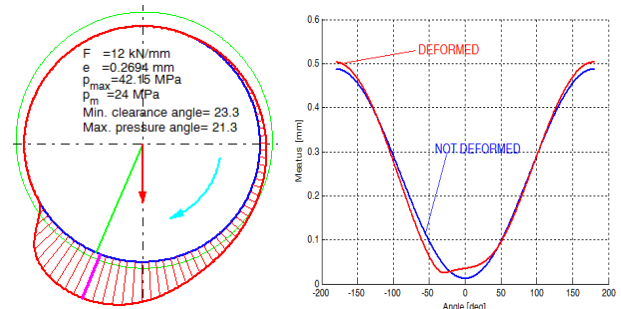 F =12 kN/mm
e =0.2694 mm
pmax=42.15 MPa
pm =24 MPa
Min. clearance angle= 23.3
Max. pressure angle= 21.3
0.6
0.5
0.4
0.3
0.2
0.1
0
Meatus [mm]
DEFORMED
NOT DEFORMED
-200 -150 -100 -50 0 50 100 150 200
Angle [deg]